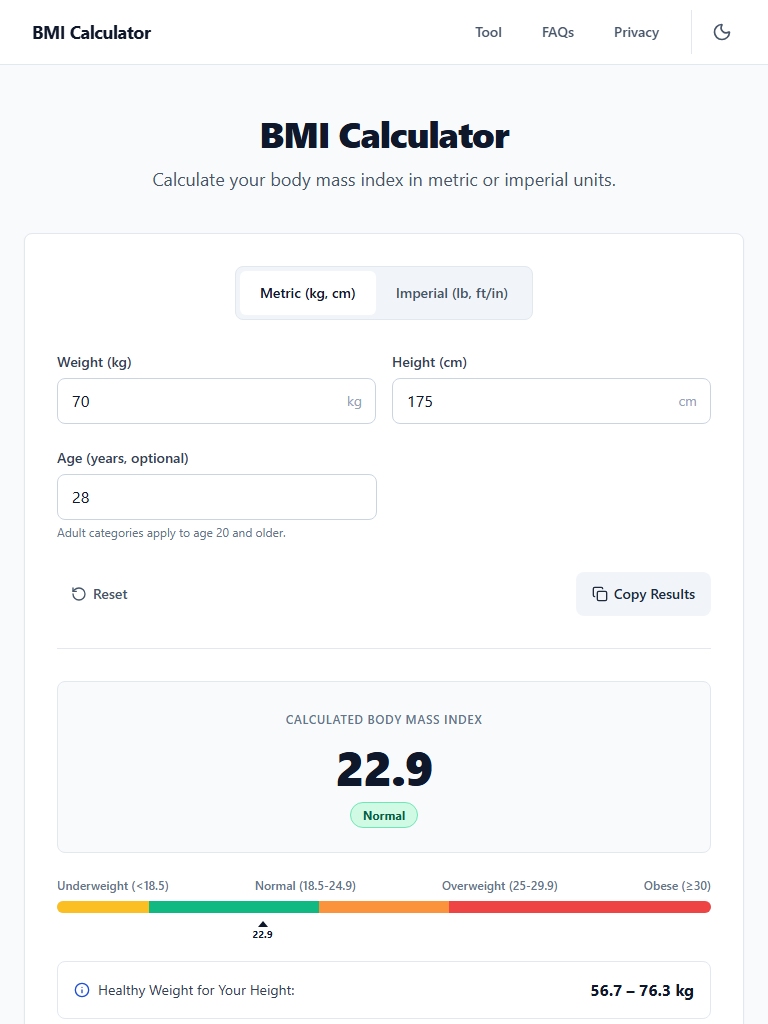 BMI Calculator
Tool
FAQs
Privacy
BMI Calculator
Calculate your body mass index in metric or imperial units.
Metric (kg, cm)
Imperial (lb, ft/in)
Weight (kg)
Height (cm)
70 kg
175 cm
Age (years, optional)
28
Adult categories apply to age 20 and older.
Reset
Copy Results
CALCULATED BODY MASS INDEX
22.9
Normal
Underweight (<18.5)
Normal (18.5-24.9)
Overweight (25-29.9)
Obese (≥30)
22.9
Healthy Weight for Your Height:
56.7 – 76.3 kg